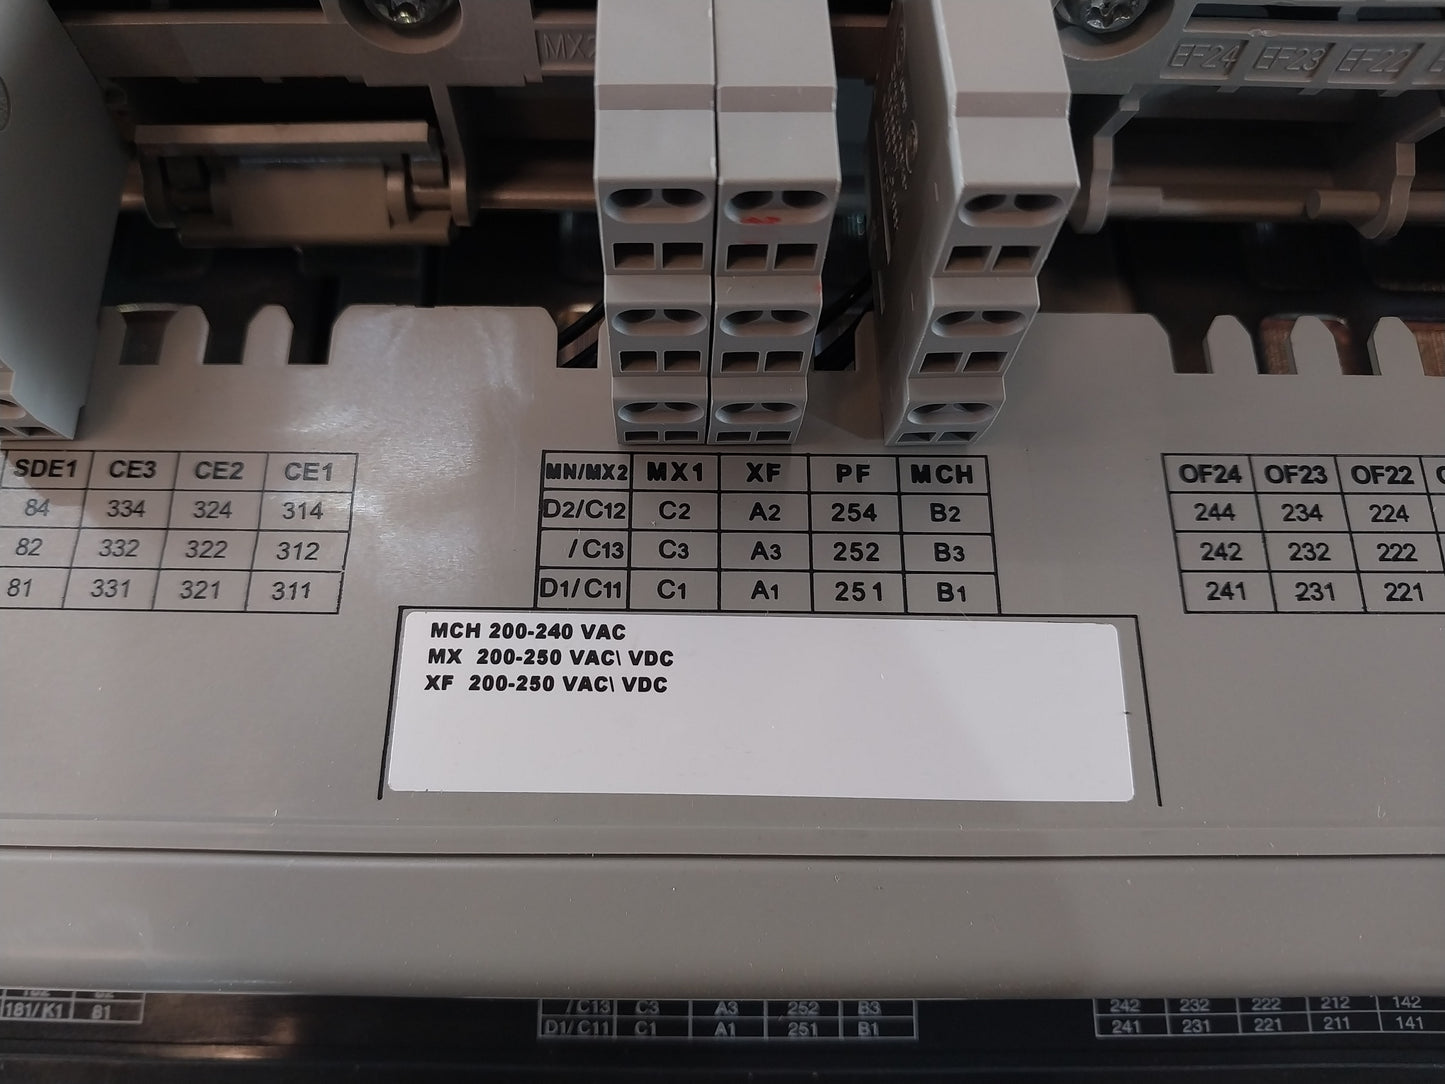 MX2
EF24 EF23 EF22
SDE1 CE3 CE2 CE1
84 334 324 314
82 332 322 312
81 331 321 311
MN/MX2 MX1 XF PF MCH
D2/C12 C2 A2 254 B2
/C13 C3 A3 252 B3
D1/C11 C1 A1 251 B1
OF24 OF23 OF22
244 234 224
242 232 222
241 231 221
MCH 200-240 VAC
MX 200-250 VAC\ VDC
XF 200-250 VAC\ VDC
182 82
181/K1 81
/C13 C3 A3 252 B3
D1/C11 C1 A1 251 B1
242 232 222 212 142
241 231 221 211 141